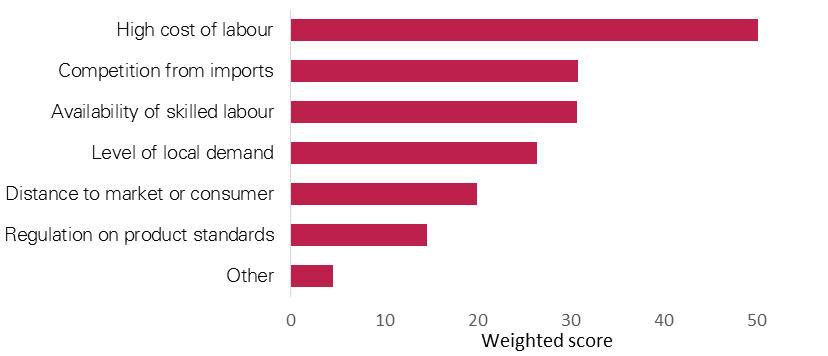 High cost of labour
Competition from imports
Availability of skilled labour
Level of local demand
Distance to market or consumer
Regulation on product standards
Other
0 10 20 30 40 50
Weighted score